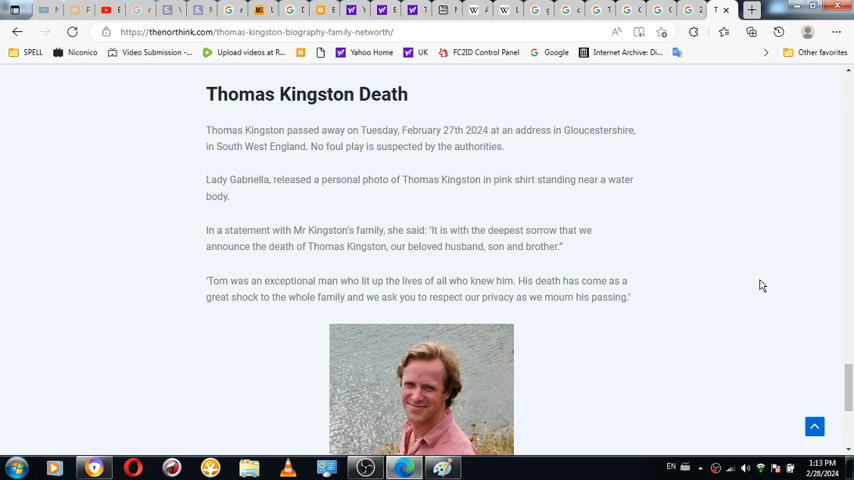 https://thenorthink.com/thomas-kingston-biography-family-networth/
SPELL Niconico Video Submission -... Upload videos at R... Yahoo Home UK FC2ID Control Panel Google Internet Archive: Di... Other favorites
Thomas Kingston Death
Thomas Kingston passed away on Tuesday, February 27th 2024 at an address in Gloucestershire,
in South West England. No foul play is suspected by the authorities.
Lady Gabriella, released a personal photo of Thomas Kingston in pink shirt standing near a water
body.
In a statement with Mr Kingston's family, she said: 'It is with the deepest sorrow that we
announce the death of Thomas Kingston, our beloved husband, son and brother."
'Tom was an exceptional man who lit up the lives of all who knew him. His death has come as a
great shock to the whole family and we ask you to respect our privacy as we mourn his passing.'
EN 1:13 PM
2/28/2024